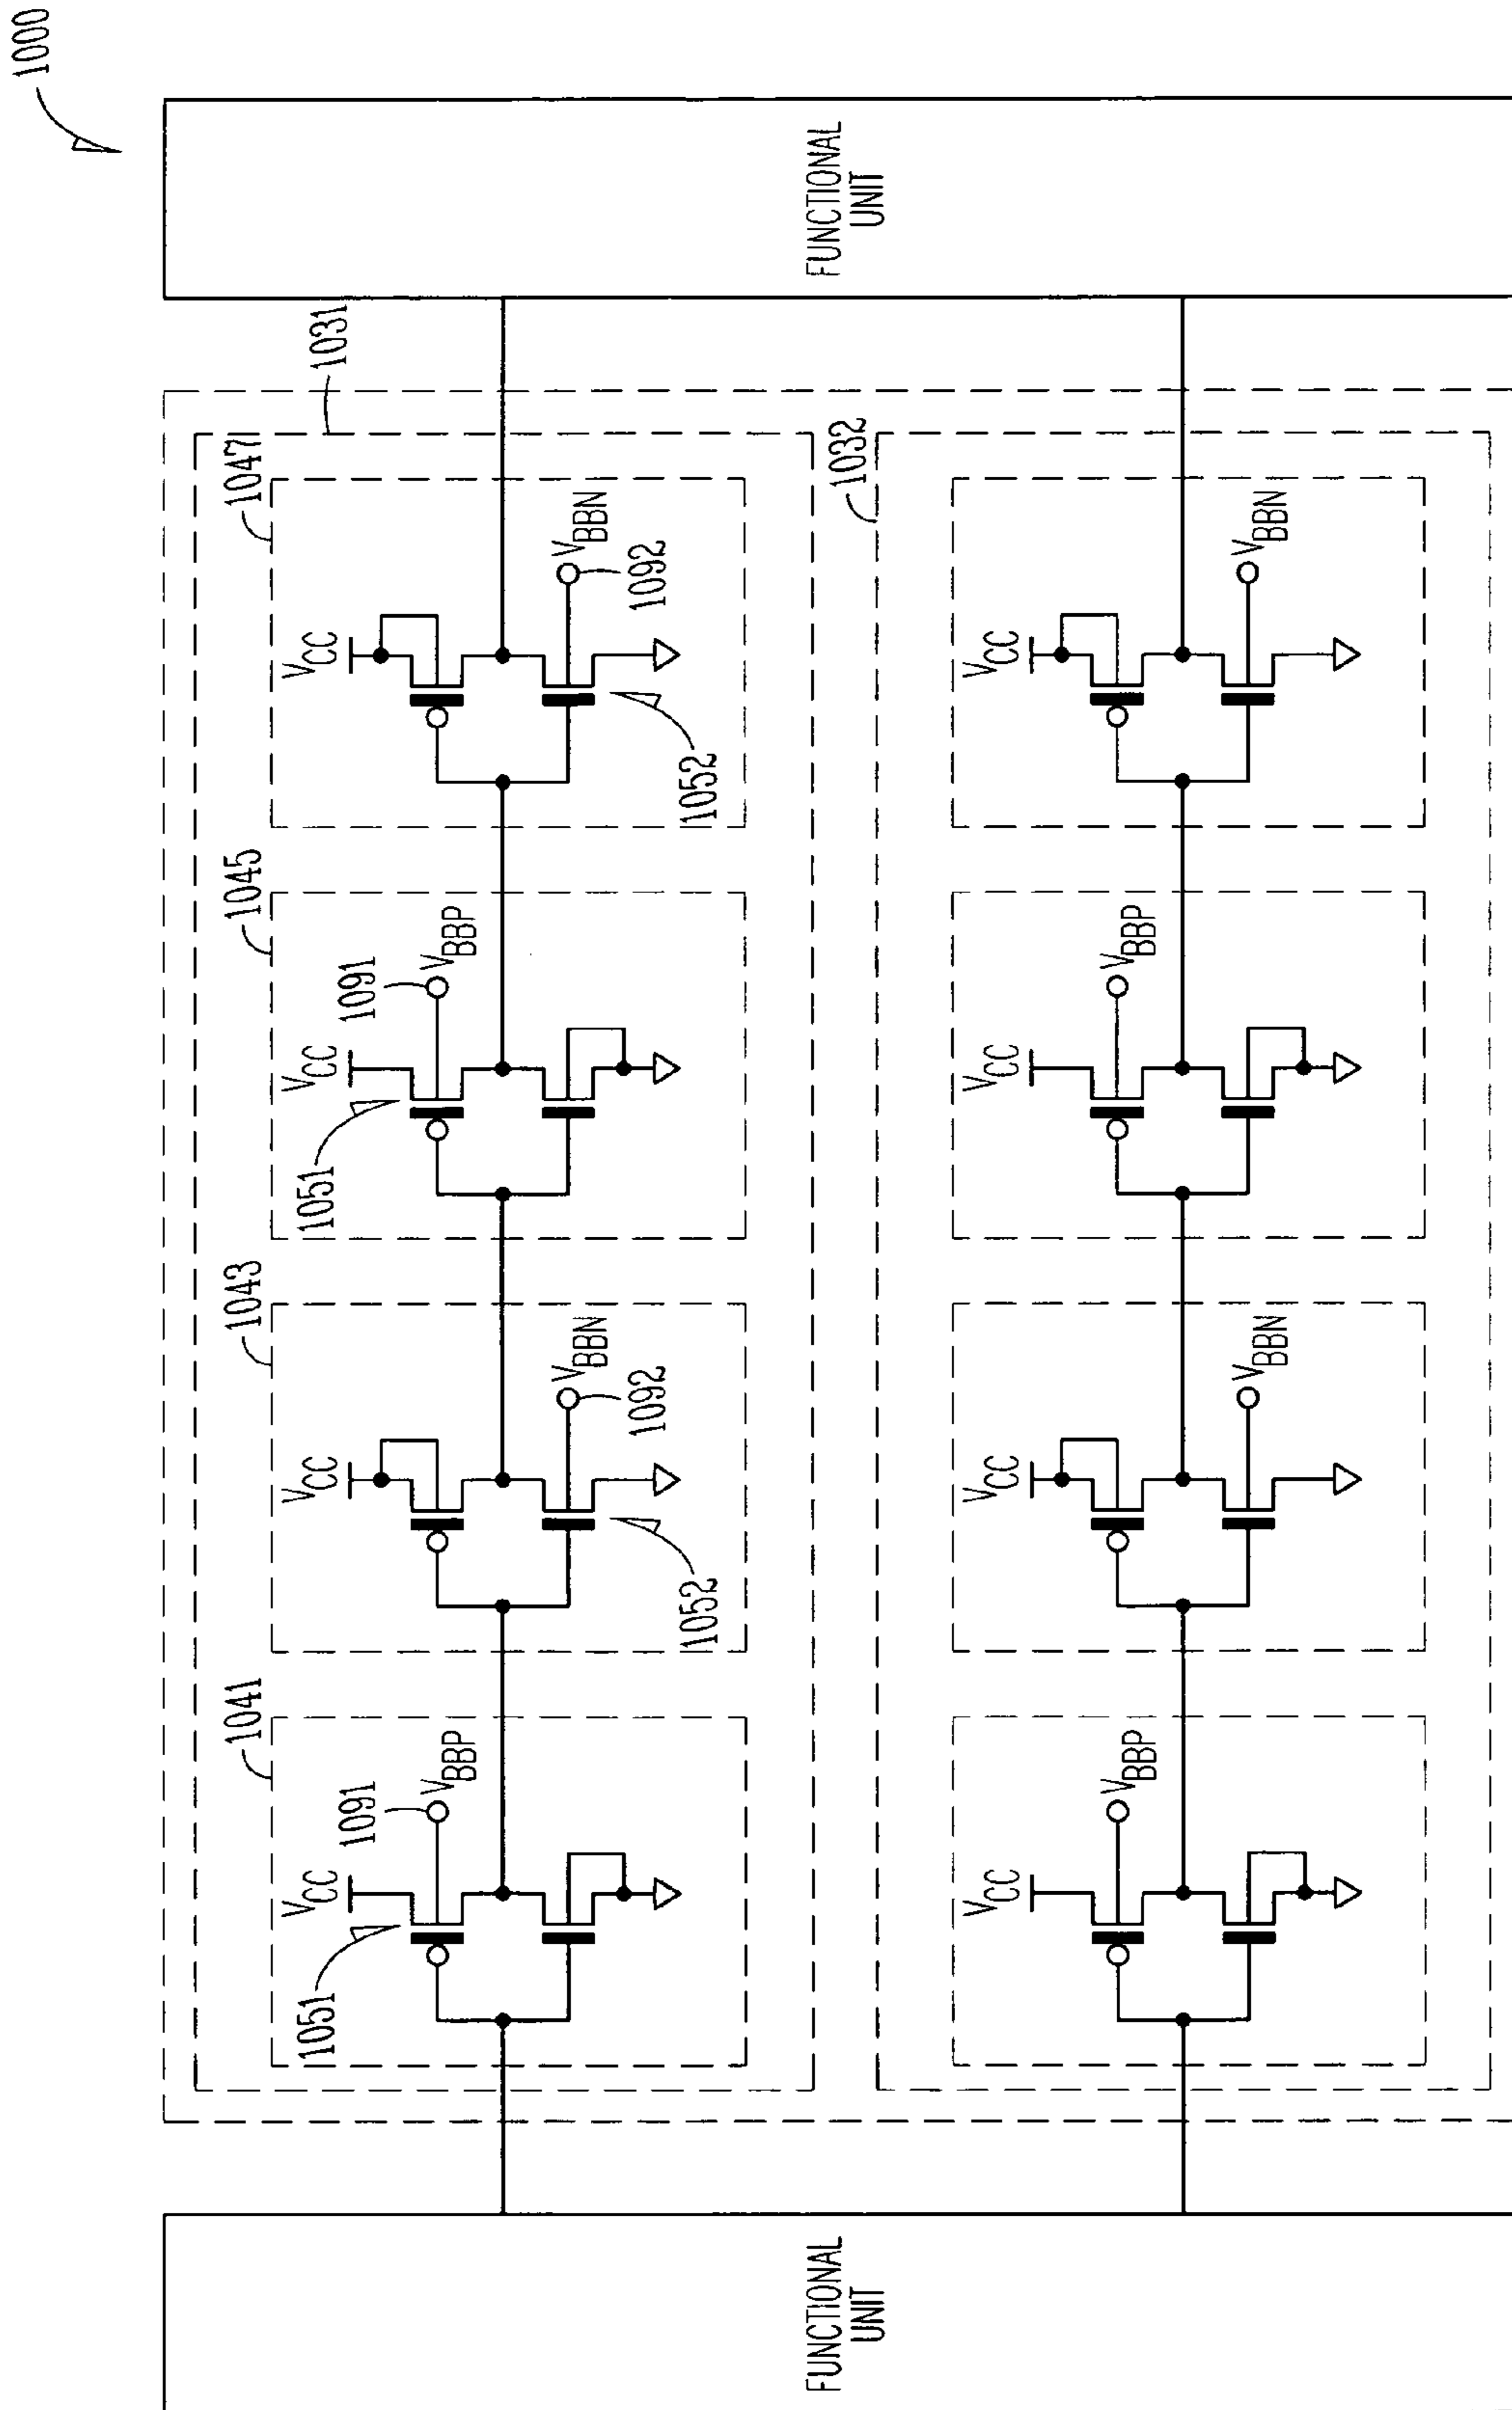 1000
1041
1043
1045
1047
1031
1051
VCC
VCC
1051
VCC
VCC
1091
1091
VBBP
VBBP
VBBN
VBBN
1092
1092
1052
1052
FUNCTIONAL
UNIT
FUNCTIONAL
UNIT
1032
VCC
VCC
VCC
VCC
VBBP
VBBP
VBBN
VBBN